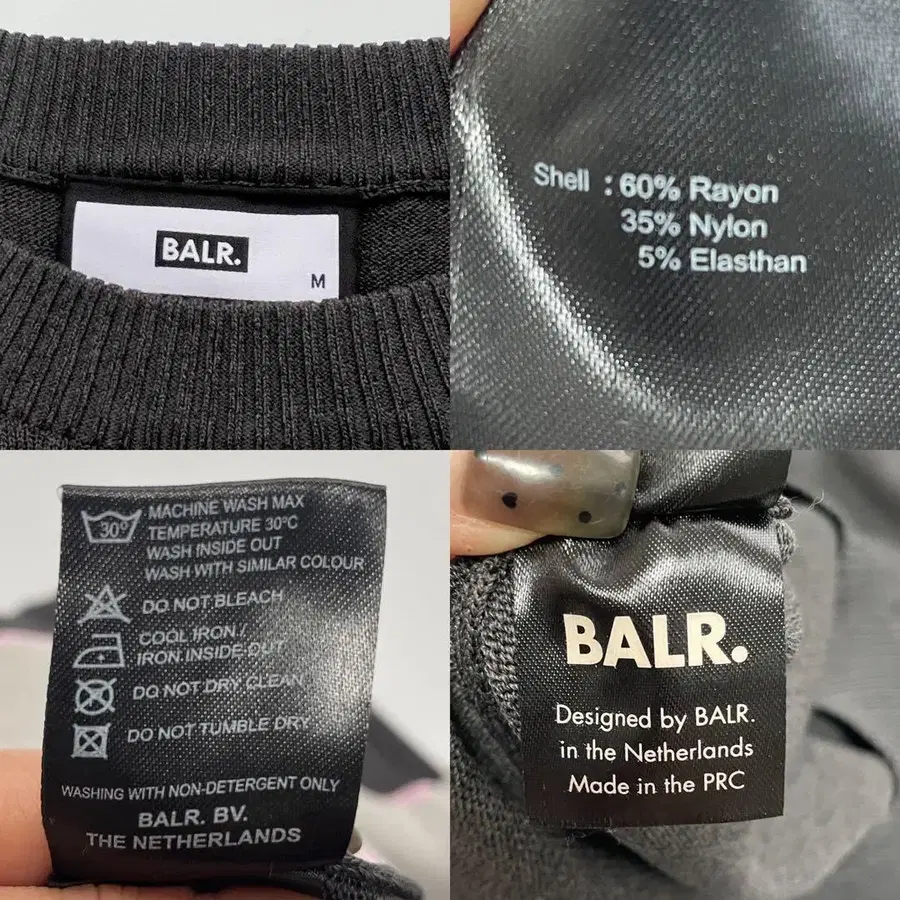 BALR.
M
Shell : 60% Rayon
35% Nylon
5% Elasthan
30°
MACHINE WASH MAX
TEMPERATURE 30°C
WASH INSIDE OUT
WASH WITH SIMILAR COLOUR
DO NOT BLEACH
COOL IRON /
IRON INSIDE OUT
DO NOT DRY CLEAN
DO NOT TUMBLE DRY
WASHING WITH NON-DETERGENT ONLY
BALR. BV.
THE NETHERLANDS
BALR.
Designed by BALR.
in the Netherlands
Made in the PRC